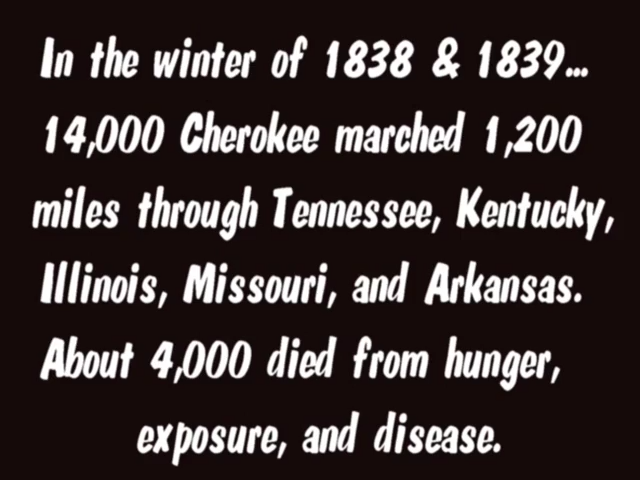 In the winter of 1838 & 1839...
14,000 Cherokee marched 1,200
miles through Tennessee, Kentucky,
Illinois, Missouri, and Arkansas.
About 4,000 died from hunger,
exposure, and disease.